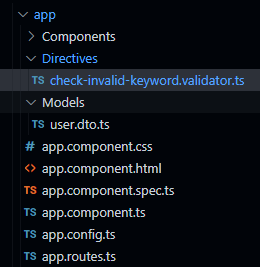 app
Components
Directives
TS check-invalid-keyword.validator.ts
Models
TS user.dto.ts
# app.component.css
<> app.component.html
TS app.component.spec.ts
TS app.component.ts
TS app.config.ts
TS app.routes.ts